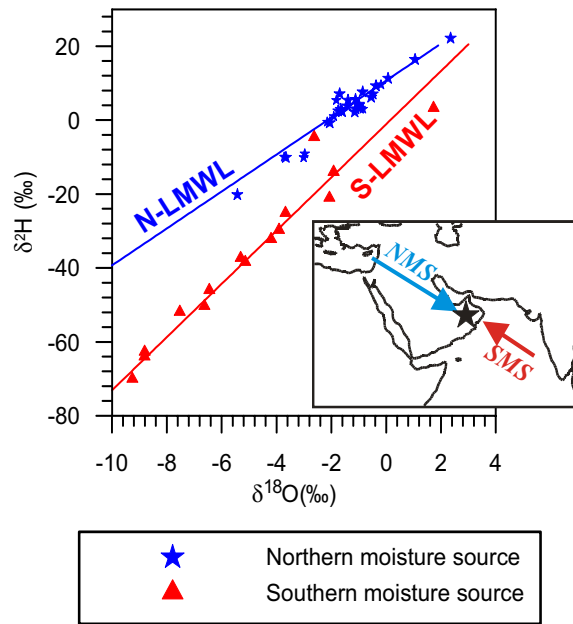 20
0
-20
-40
-60
-80
δ²H (‰)
N-LMWL
S-LMWL
NMS
SMS
-10 -8 -6 -4 -2 0 2 4
δ¹⁸O(‰)
Northern moisture source
Southern moisture source